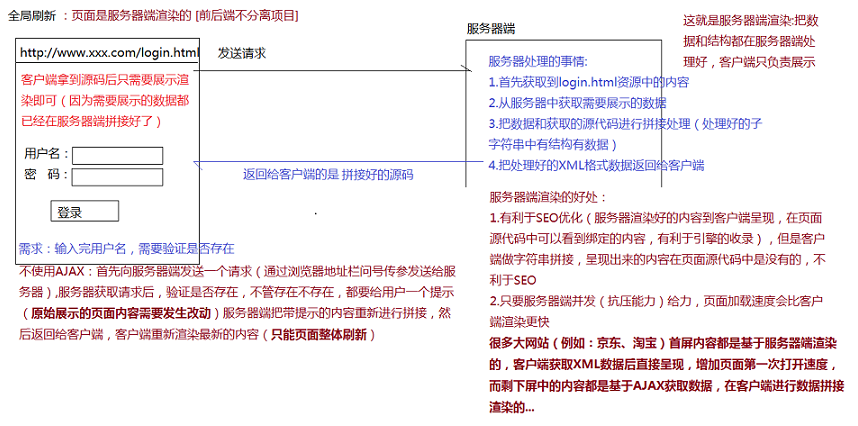 全局刷新 ：页面是服务器端渲染的 [前后端不分离项目]
http://www.xxx.com/login.html
客户端拿到源码后只需要展示渲
染即可（因为需要展示的数据都
已经在服务器端拼接好了）
用户名：
密 码：
登录
需求：输入完用户名，需要验证是否存在
发送请求
返回给客户端的是 拼接好的源码
服务器端
服务器处理的事情:
1.首先获取到login.html资源中的内容
2.从服务器中获取需要展示的数据
3.把数据和获取的源代码进行拼接处理（处理好的子
字符串中有结构有数据）
4.把处理好的XML格式数据返回给客户端
这就是服务器端渲染:把数
据和结构都在服务器端处
理好，客户端只负责展示
不使用AJAX：首先向服务器端发送一个请求（通过浏览器地址栏问号传参发送给服
务器）,服务器获取请求后，验证是否存在，不管存在不存在，都要给用户一个提示
（原始展示的页面内容需要发生改动）服务器端把带提示的内容重新进行拼接，然
后返回给客户端，客户端重新渲染最新的内容（只能页面整体刷新）
服务器端渲染的好处：
1.有利于SEO优化（服务器渲染好的内容到客户端呈现，在页面
源代码中可以看到绑定的内容，有利于引擎的收录），但是客户
端做字符串拼接，呈现出来的内容在页面源代码中是没有的，不
利于SEO
2.只要服务器端并发（抗压能力）给力，页面加载速度会比客户
端渲染更快
很多大网站（例如：京东、淘宝）首屏内容都是基于服务器端渲染
的，客户端获取XML数据后直接呈现，增加页面第一次打开速度，
而剩下屏中的内容都是基于AJAX获取数据，在客户端进行数据拼接
渲染的...